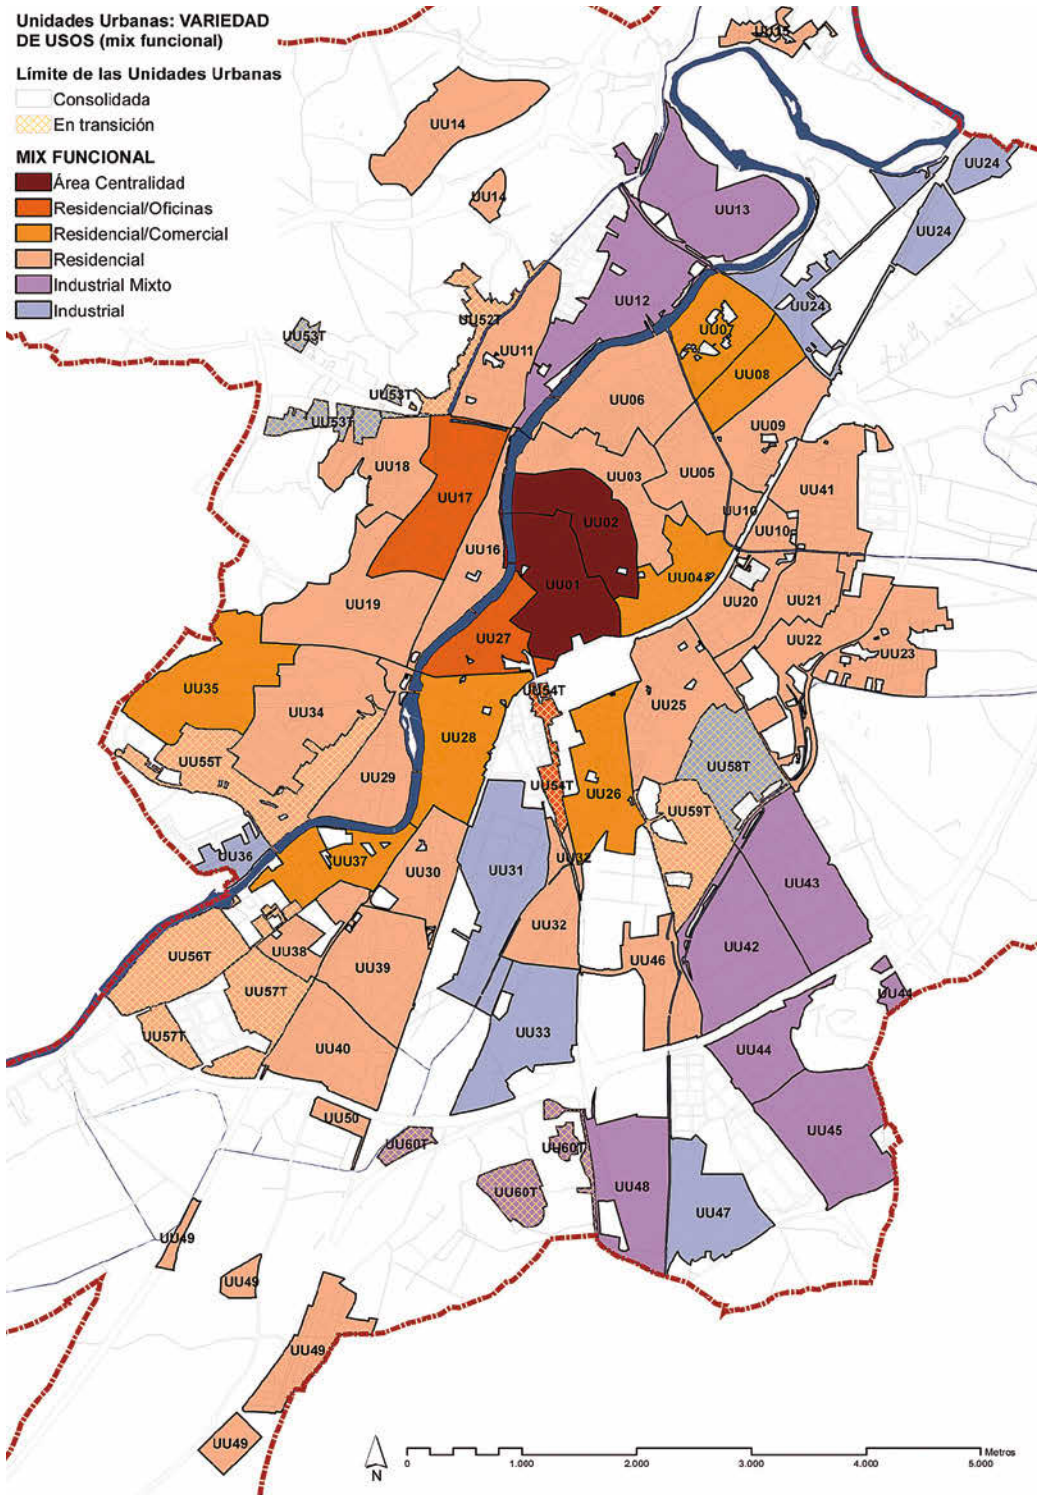 Unidades Urbanas: VARIEDAD
DE USOS (mix funcional)
Límite de las Unidades Urbanas
Consolidada
En transición
MIX FUNCIONAL
Área Centralidad
Residencial/Oficinas
Residencial/Comercial
Residencial
Industrial Mixto
Industrial
UU15
UU14
UU24
UU14
UU13
UU24
UU12
UU24
UU52T
UU53T
UU07
UU11
UU08
UU53T
UU06
UU53T
UU09
UU18
UU03
UU05
UU41
UU17
UU10
UU02
UU10
UU16
UU01
UU04
UU19
UU20
UU21
UU27
UU22
UU23
UU35
UU54T
UU34
UU25
UU28
UU55T
UU58T
UU29
UU54T
UU26
UU59T
UU36
UU37
UU32
UU30
UU31
UU43
UU32
UU42
UU56T
UU38
UU39
UU46
UU57T
UU44
UU57T
UU33
UU40
UU44
UU50
UU45
UU60T
UU60T
UU60T
UU48
UU47
UU49
UU49
UU49
UU49
N
Metros
0 1.000 2.000 3.000 4.000 5.000